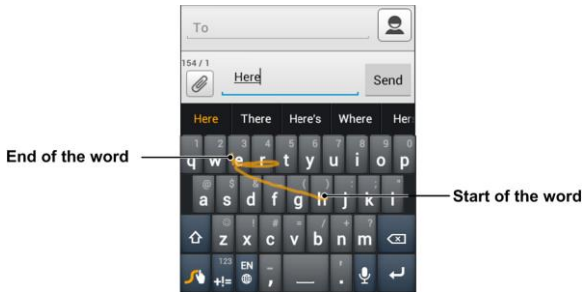 To
154 / 1
Here
Send
Here There Here's Where Her
1 2 3 4 5 6 7 8 9 0
q w e r t y u i o p
End of the word
@ $ & ( ) : ; "
a s d f g h j k l
Start of the word
! # = / + ?
z x c v b n m
123 EN
+!= , .